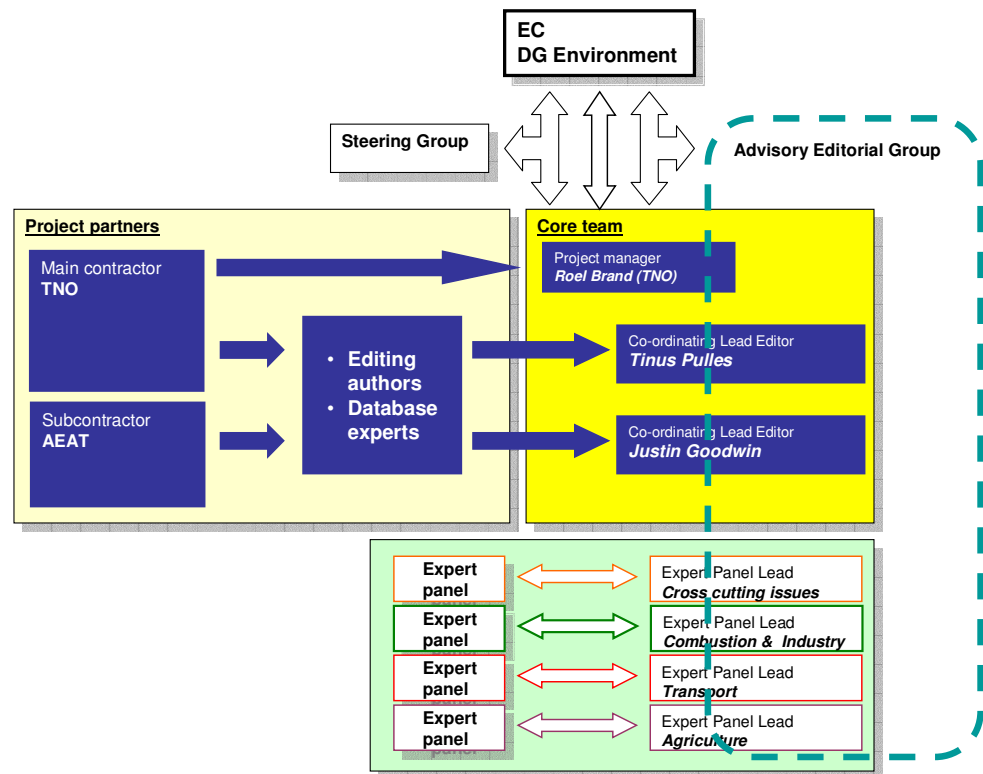 EC
DG Environment
Steering Group
Advisory Editorial Group
Project partners
Main contractor
TNO
Subcontractor
AEAT
• Editing
authors
• Database
experts
Core team
Project manager
Roel Brand (TNO)
Co-ordinating Lead Editor
Tinus Pulles
Co-ordinating Lead Editor
Justin Goodwin
Expert
panel
Expert Panel Lead
Cross cutting issues
Expert
panel
Expert Panel Lead
Combustion & Industry
Expert
panel
Expert Panel Lead
Transport
Expert
panel
Expert Panel Lead
Agriculture